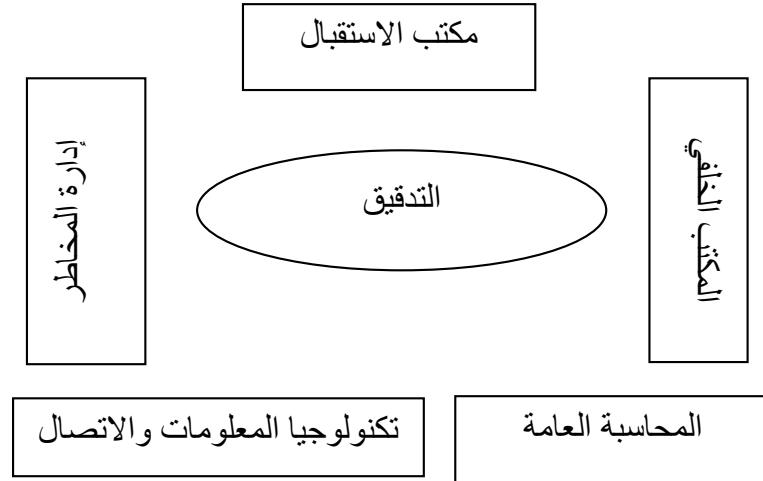 مكتب الاستقبال
إدارة المخاطر
التدقيق
المكتب الخلفي
تكنولوجيا المعلومات والاتصال
المحاسبة العامة